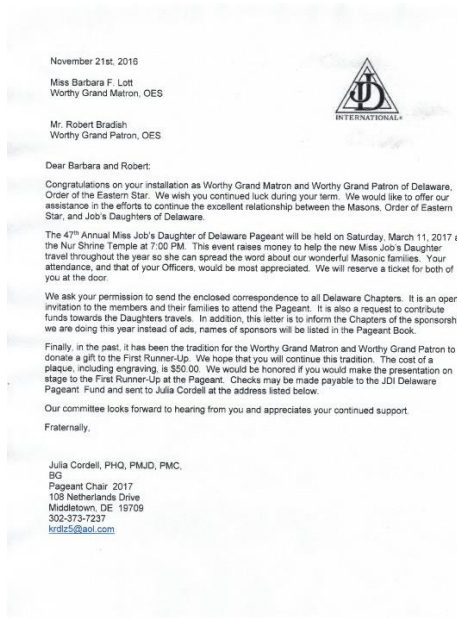 November 21st, 2016
Miss Barbara F. Lott
Worthy Grand Matron, OES
JD
INTERNATIONAL®
Mr. Robert Bradish
Worthy Grand Patron, OES
Dear Barbara and Robert:
Congratulations on your installation as Worthy Grand Matron and Worthy Grand Patron of Delaware,
Order of the Eastern Star. We wish you continued luck during your term. We would like to offer our
assistance in the efforts to continue the excellent relationship between the Masons, Order of Eastern
Star, and Job's Daughters of Delaware.
The 47th Annual Miss Job's Daughter of Delaware Pageant will be held on Saturday, March 11, 2017 a
the Nur Shrine Temple at 7:00 PM. This event raises money to help the new Miss Job's Daughter
travel throughout the year so she can spread the word about our wonderful Masonic families. Your
attendance, and that of your Officers, would be most appreciated. We will reserve a ticket for both of
you at the door.
We ask your permission to send the enclosed correspondence to all Delaware Chapters. It is an open
invitation to the members and their families to attend the Pageant. It is also a request to contribute
funds towards the Daughters travels. In addition, this letter is to inform the Chapters of the sponsorsh
we are doing this year instead of ads, names of sponsors will be listed in the Pageant Book.
Finally, in the past, it has been the tradition for the Worthy Grand Matron and Worthy Grand Patron to
donate a gift to the First Runner-Up. We hope that you will continue this tradition. The cost of a
plaque, including engraving, is $50.00. We would be honored if you would make the presentation on
stage to the First Runner-Up at the Pageant. Checks may be made payable to the JDI Delaware
Pageant Fund and sent to Julia Cordell at the address listed below.
Our committee looks forward to hearing from you and appreciates your continued support.
Fraternally,
Julia Cordell, PHQ, PMJD, PMC,
BG
Pageant Chair 2017
108 Netherlands Drive
Middletown, DE 19709
302-373-7237
krdlz5@aol.com